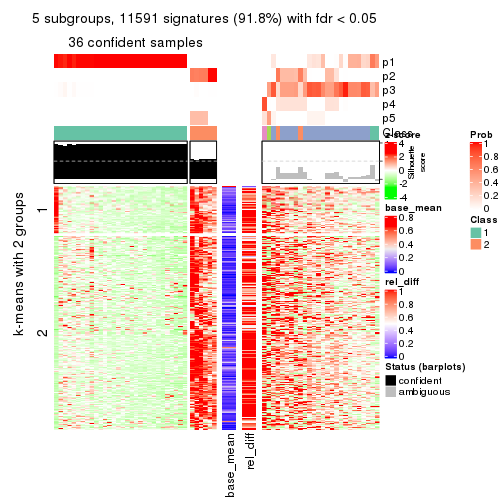 5 subgroups, 11591 signatures (91.8%) with fdr < 0.05
36 confident samples
p1
p2
p3
p4
p5
Class
z-score
4
2
0
-2
-4
Silhouette
score
Prob
1
0.8
0.6
0.4
0.2
0
base_mean
0.8
0.6
0.4
0.2
0
Class
1
2
rel_diff
1
0.8
0.6
0.4
0.2
0
Status (barplots)
confident
ambiguous
k-means with 2 groups
1
2
base_mean
rel_diff